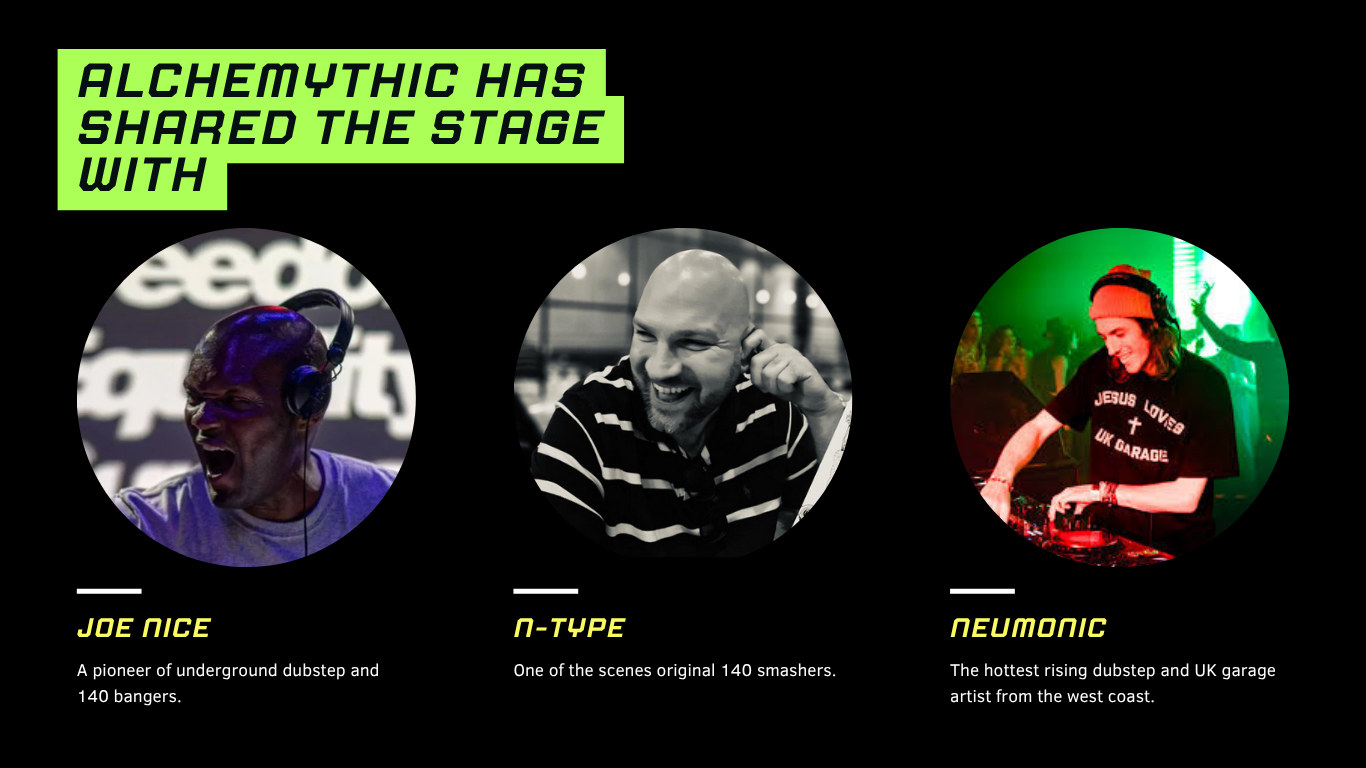 ALCHEMYTHIC HAS
SHARED THE STAGE
WITH
JESUS LOVES
UK GARAGE
JOE NICE
A pioneer of underground dubstep and
140 bangers.
N-TYPE
One of the scenes original 140 smashers.
NEUMONIC
The hottest rising dubstep and UK garage
artist from the west coast.